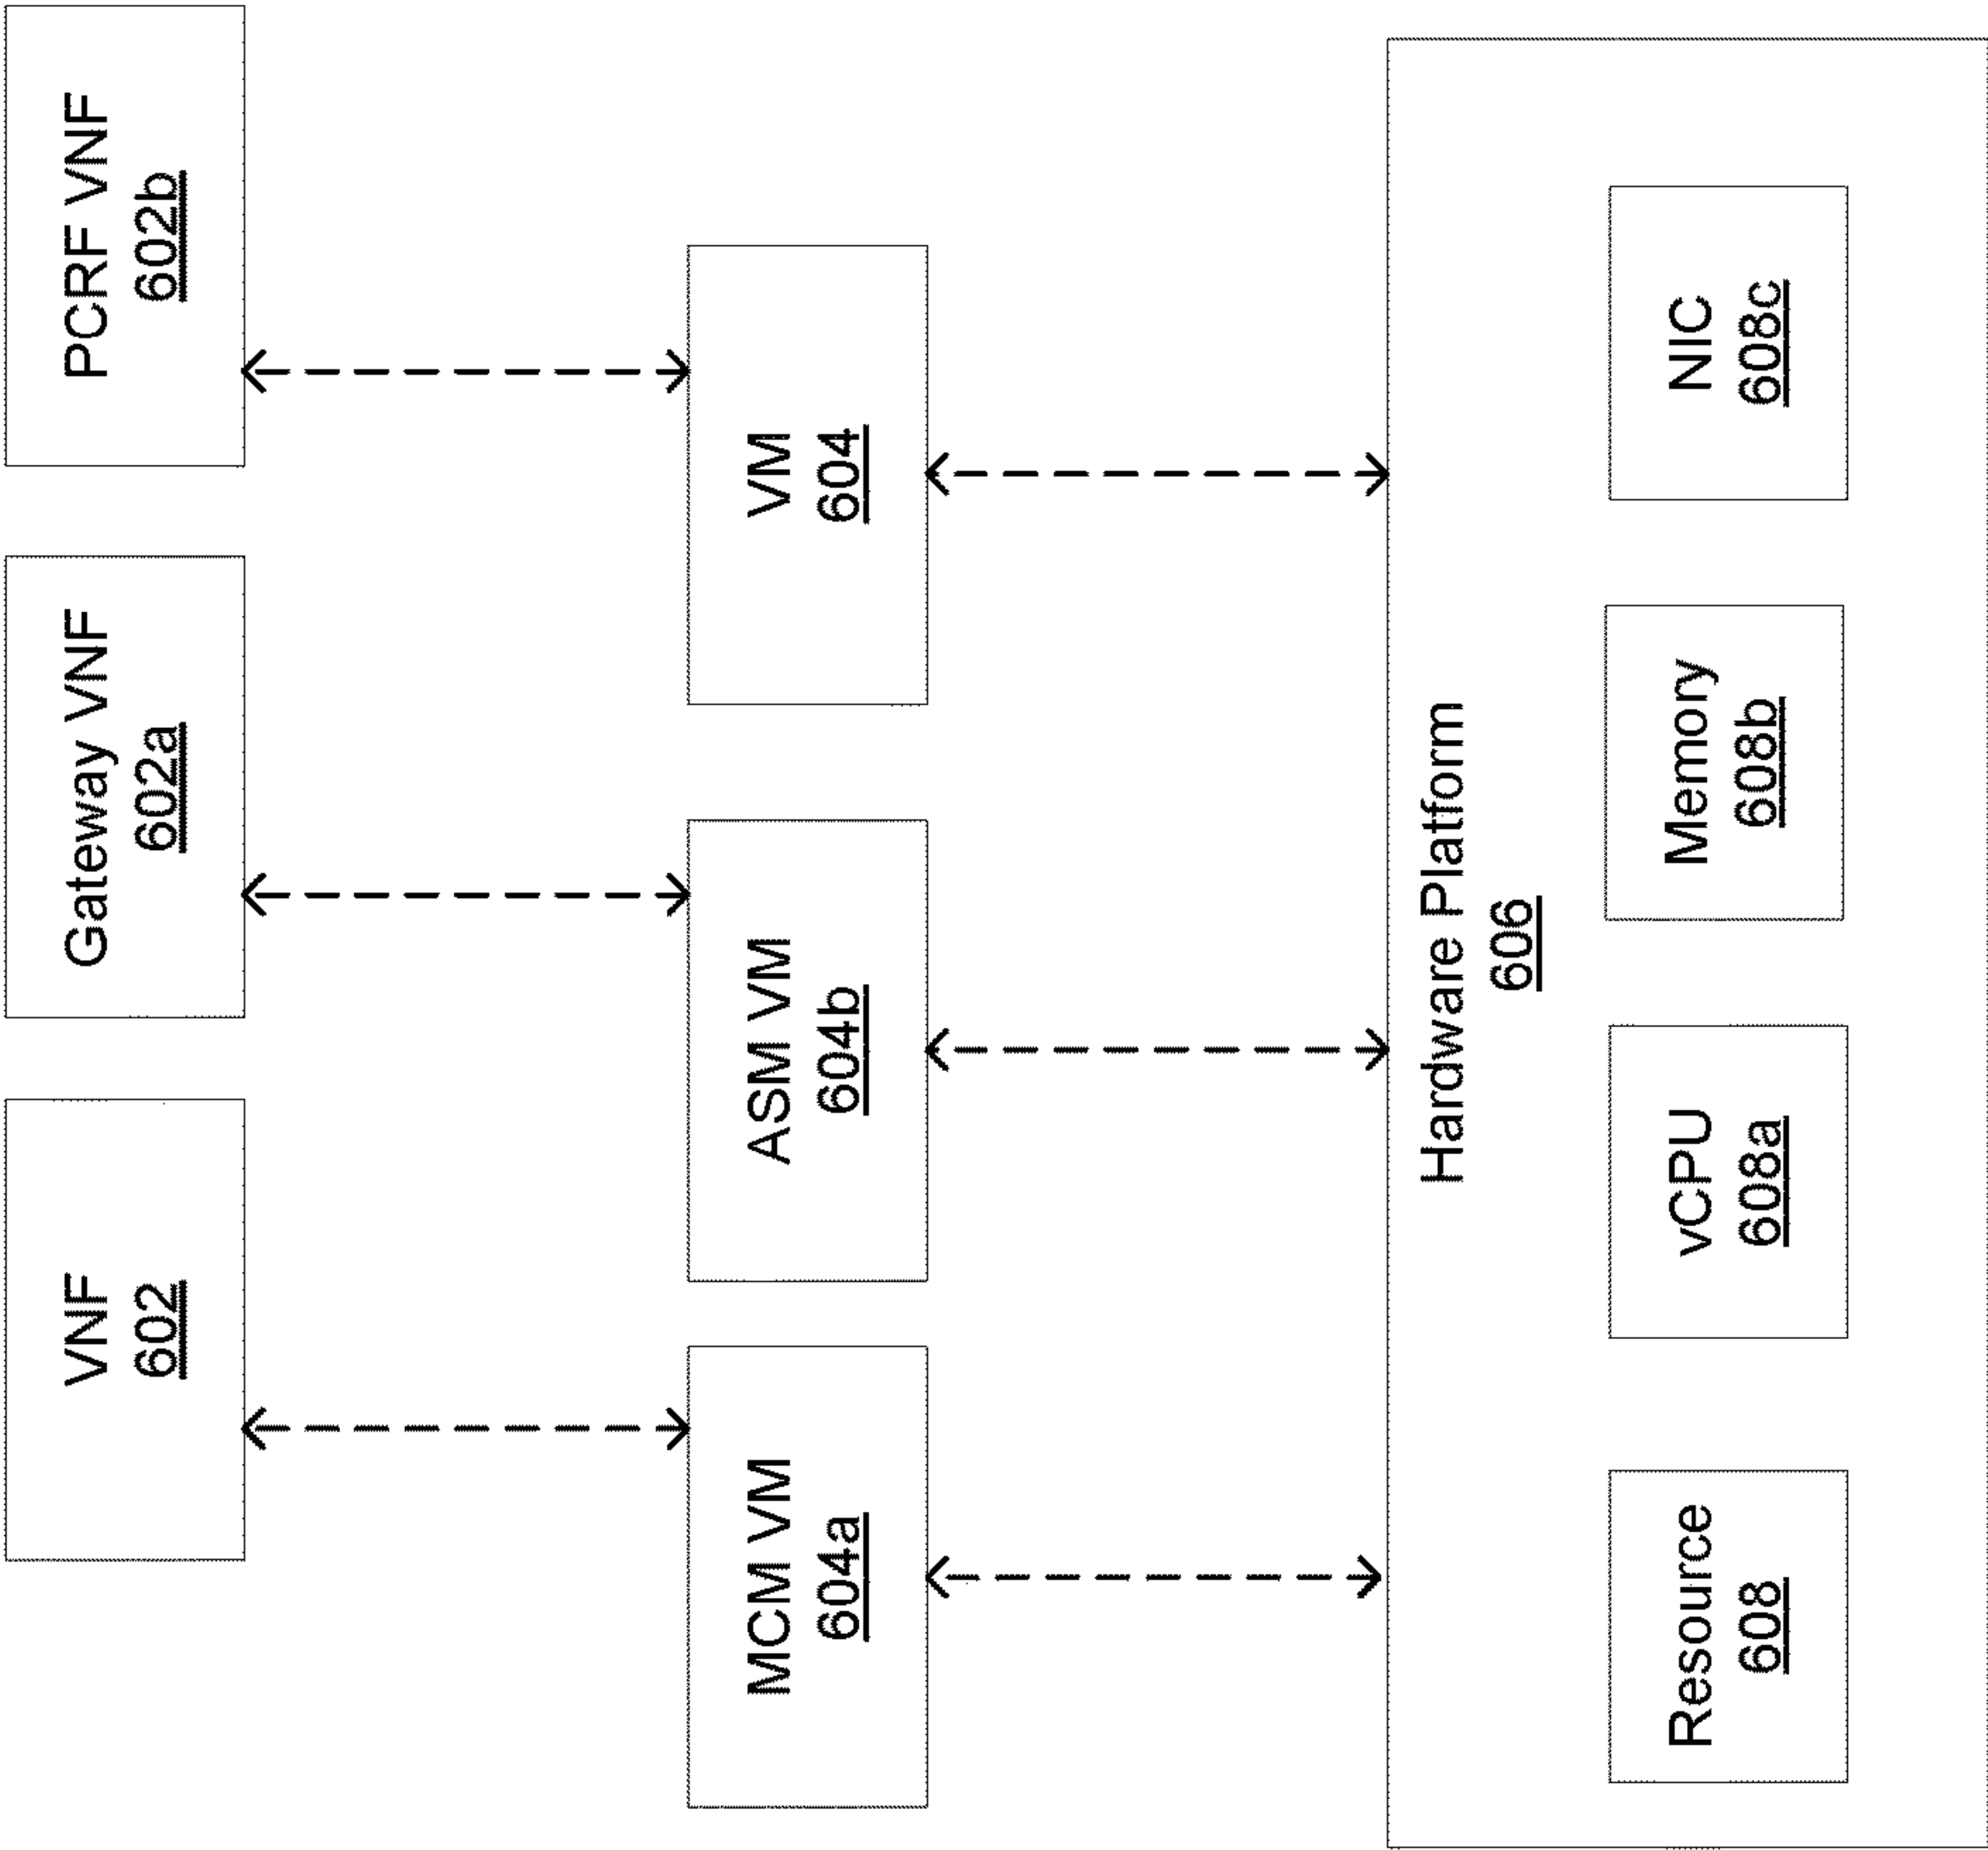 VNF
602
Gateway VNF
602a
PCRF VNF
602b
MCM VM
604a
ASM VM
604b
VM
604
Hardware Platform
606
Resource
608
vCPU
608a
Memory
608b
NIC
608c